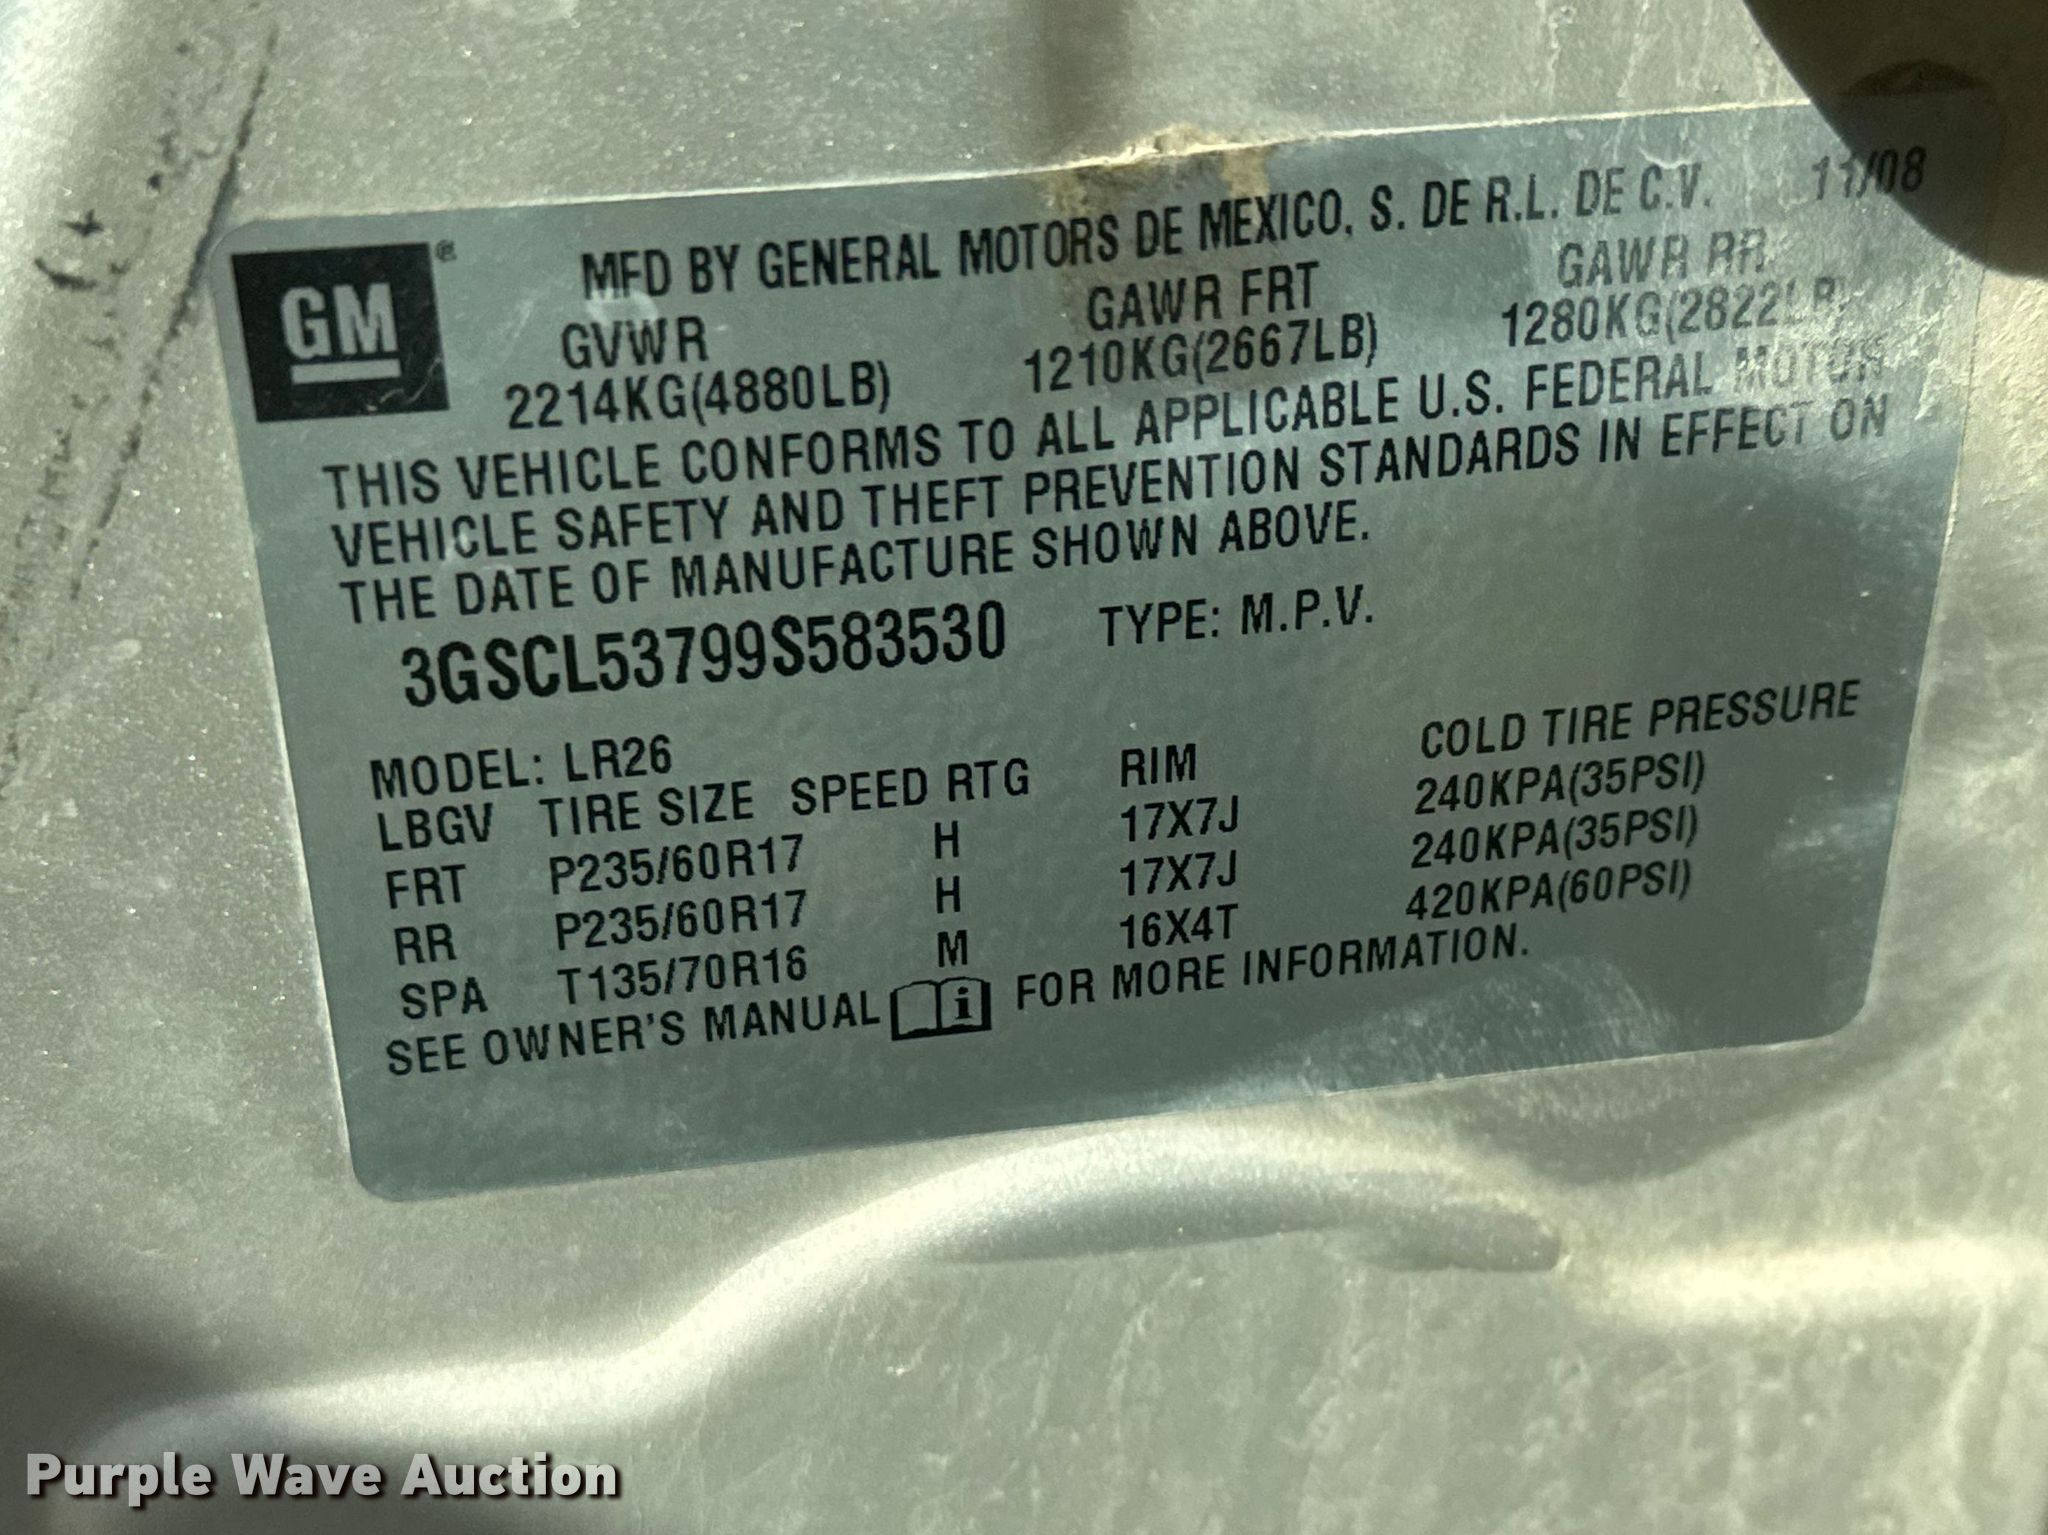 GM®
MFD BY GENERAL MOTORS DE MEXICO, S. DE R.L. DE C.V. 11/08
GVWR GAWR FRT GAWR RR
2214KG(4880LB) 1210KG(2667LB) 1280KG(2822LB)
THIS VEHICLE CONFORMS TO ALL APPLICABLE U.S. FEDERAL MOTOR
VEHICLE SAFETY AND THEFT PREVENTION STANDARDS IN EFFECT ON
THE DATE OF MANUFACTURE SHOWN ABOVE.
3GSCL53799S583530 TYPE: M.P.V.
MODEL: LR26
LBGV TIRE SIZE SPEED RTG RIM COLD TIRE PRESSURE
FRT P235/60R17 H 17X7J 240KPA(35PSI)
RR P235/60R17 H 17X7J 240KPA(35PSI)
SPA T135/70R16 M 16X4T 420KPA(60PSI)
SEE OWNER'S MANUAL i FOR MORE INFORMATION.
Purple Wave Auction